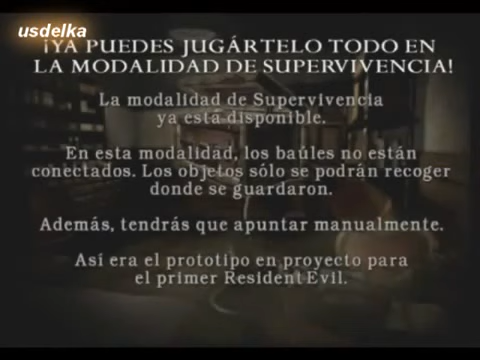 usdelka
¡YA PUEDES JUGÁRTELO TODO EN
LA MODALIDAD DE SUPERVIVENCIA!
La modalidad de Supervivencia
ya está disponible.
En esta modalidad, los baúles no están
conectados. Los objetos sólo se podrán recoger
donde se guardaron.
Además, tendrás que apuntar manualmente.
Así era el prototipo en proyecto para
el primer Resident Evil.